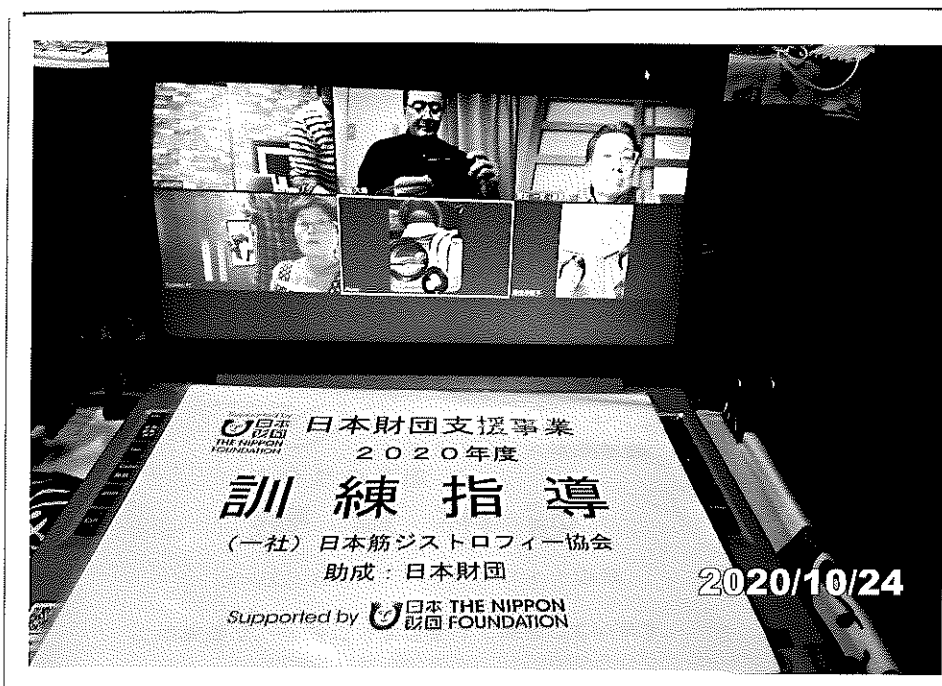 Supported by
日本
財団
THE NIPPON
FOUNDATION
日本財団支援事業
2020年度
訓練指導
(一社) 日本筋ジストロフィー協会
助成:日本財団
Supported by 日本財団 THE NIPPON FOUNDATION
2020/10/24